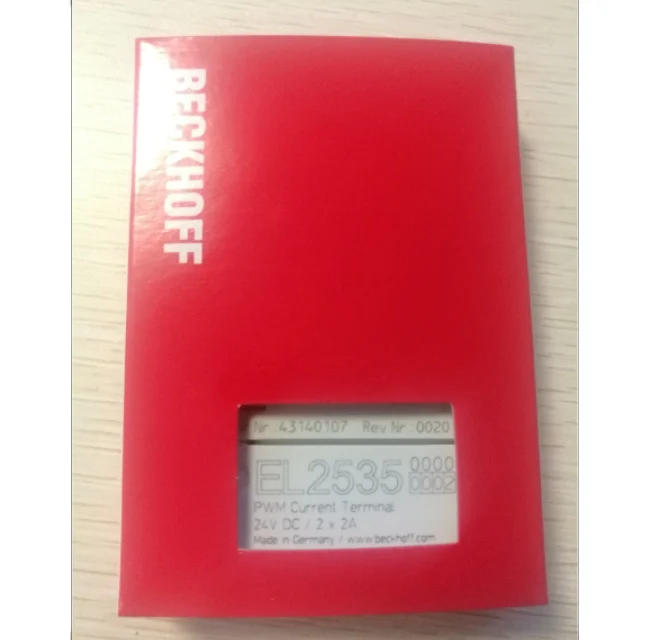 BECKHOFF
Nr : 43140107 Rev Nr : 0020
EL2535 0000
0002
PWM Current Terminal
24V DC / 2 x 2A
Made in Germany / www.beckhoff.com